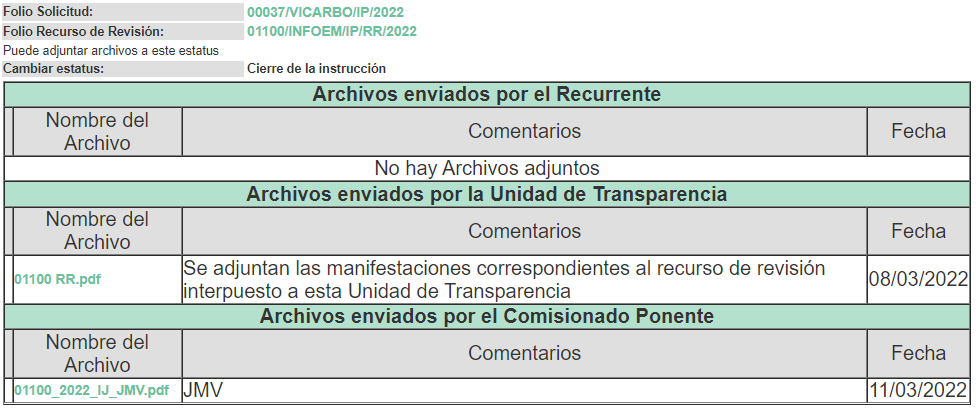 Folio Solicitud: 00037/VICARBO/IP/2022
Folio Recurso de Revisión: 01100/INFOEM/IP/RR/2022
Puede adjuntar archivos a este estatus
Cambiar estatus: Cierre de la instrucción
Archivos enviados por el Recurrente
Nombre del Archivo Comentarios Fecha
No hay Archivos adjuntos
Archivos enviados por la Unidad de Transparencia
Nombre del Archivo Comentarios Fecha
01100 RR.pdf Se adjuntan las manifestaciones correspondientes al recurso de revisión
interpuesto a esta Unidad de Transparencia 08/03/2022
Archivos enviados por el Comisionado Ponente
Nombre del Archivo Comentarios Fecha
01100_2022_IJ_JMV.pdf JMV 11/03/2022